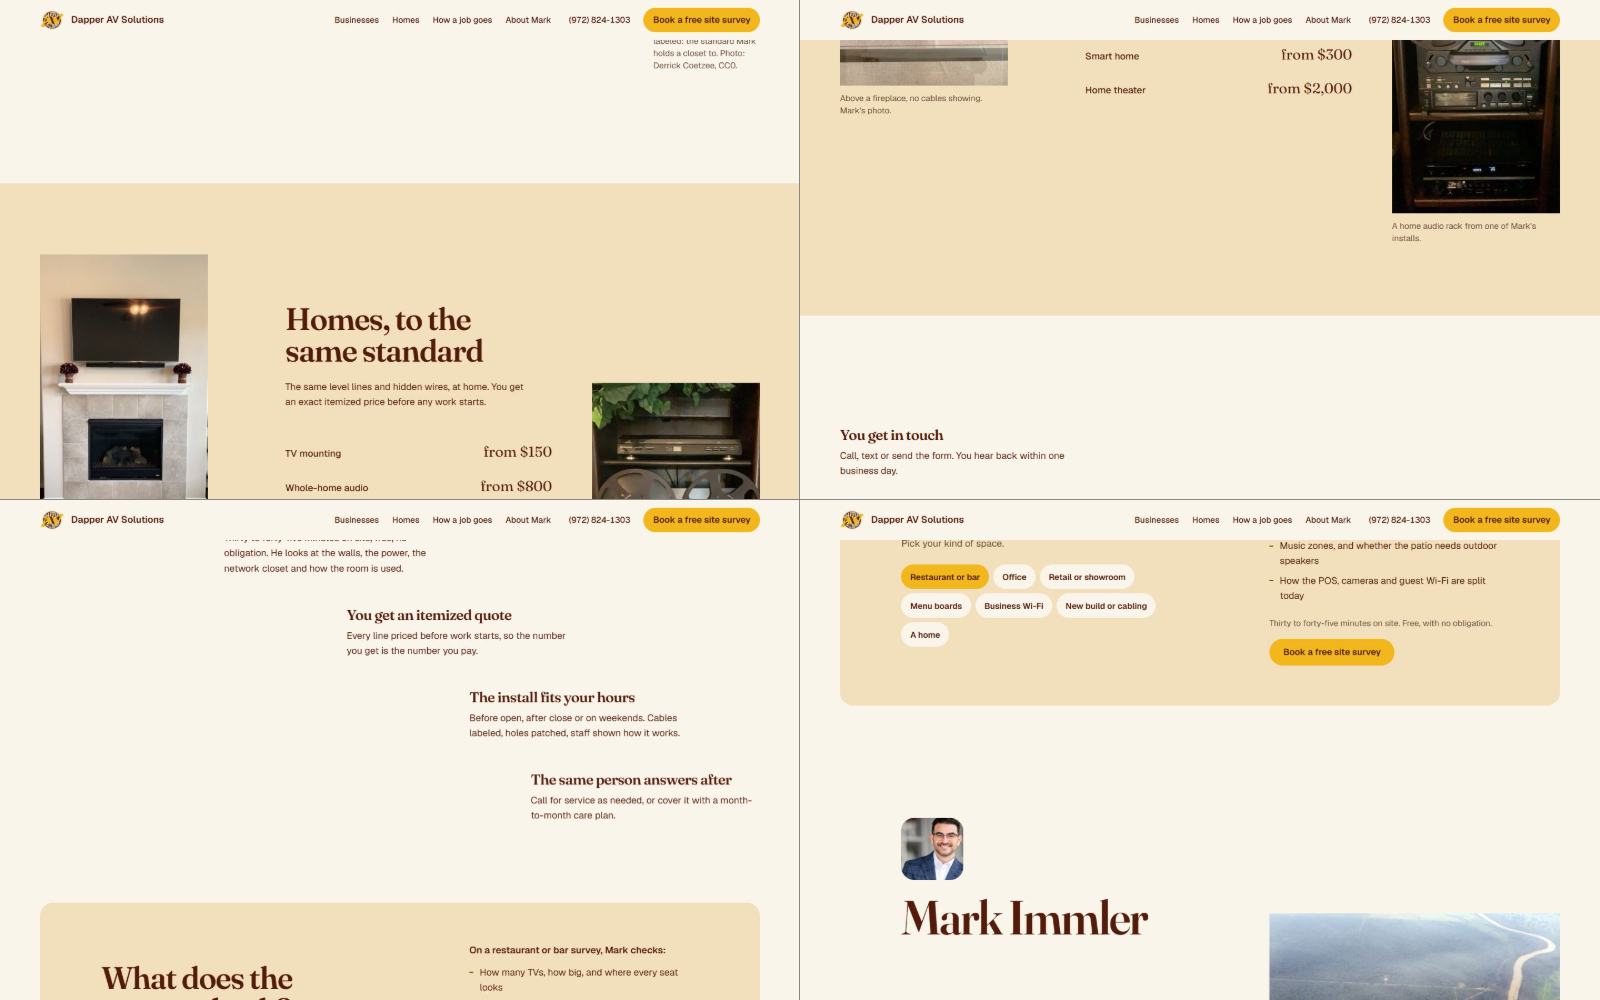 Dapper AV Solutions
Businesses Homes How a job goes About Mark (972) 824-1303 Book a free site survey
labeled: the standard Mark
holds a closet to. Photo:
Derrick Coetzee, CC0.
Homes, to the
same standard
The same level lines and hidden wires, at home. You get
an exact itemized price before any work starts.
TV mounting from $150
Whole-home audio from $800
Dapper AV Solutions
Businesses Homes How a job goes About Mark (972) 824-1303 Book a free site survey
Above a fireplace, no cables showing.
Mark's photo.
Smart home from $300
Home theater from $2,000
A home audio rack from one of Mark's
installs.
You get in touch
Call, text or send the form. You hear back within one
business day.
Dapper AV Solutions
Businesses Homes How a job goes About Mark (972) 824-1303 Book a free site survey
obligation. He looks at the walls, the power, the
network closet and how the room is used.
You get an itemized quote
Every line priced before work starts, so the number
you get is the number you pay.
The install fits your hours
Before open, after close or on weekends. Cables
labeled, holes patched, staff shown how it works.
The same person answers after
Call for service as needed, or cover it with a month-
to-month care plan.
What does the
On a restaurant or bar survey, Mark checks:
– How many TVs, how big, and where every seat
looks
Dapper AV Solutions
Businesses Homes How a job goes About Mark (972) 824-1303 Book a free site survey
Pick your kind of space.
Restaurant or bar Office Retail or showroom
Menu boards Business Wi-Fi New build or cabling
A home
– Music zones, and whether the patio needs outdoor
speakers
– How the POS, cameras and guest Wi-Fi are split
today
Thirty to forty-five minutes on site. Free, with no obligation.
Book a free site survey
Mark Immler